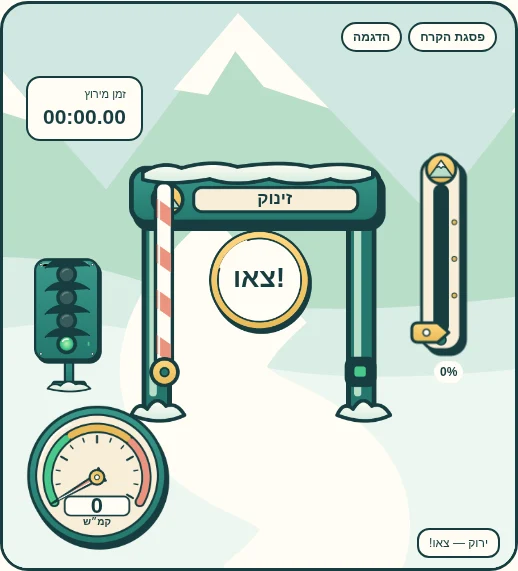 פסגת הקרח
הדגמה
זמן מירוץ
00:00.00
זינוק
צאו!
0%
0
קמ"ש
ירוק — צאו!